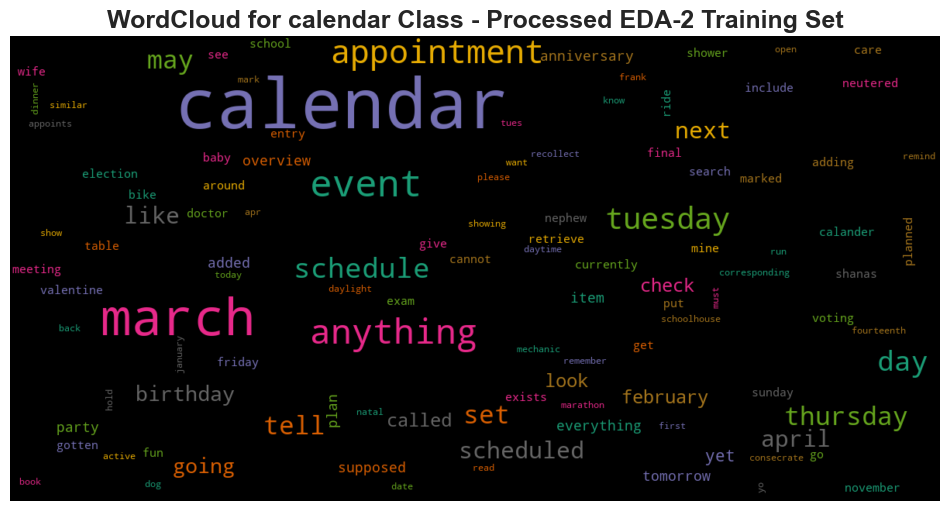 WordCloud for calendar Class - Processed EDA-2 Training Set
school
appointment
anniversary
shower
open
care
may
see
wife
mark
frank
include
neutered
dinner
similar
calendar
know
ride
appoints
entry
tues
next
baby
overview
want
recollect
final
search
adding
remind
election
around
event
please
marked
bike
like
doctor
apr
showing
nephew
tuesday
calander
planned
show
table
give
retrieve
daytime
mine
run
meeting
added
today
schedule
cannot
currently
corresponding
shanas
valentine
daylight
exam
item
check
put
must
back
march
anything
schoolhouse
voting
fourteenth
january
friday
mechanic
remember
get
day
hold
birthday
look
february
sunday
plan
natal
called
exists
marathon
set
everything
first
thursday
party
tell
april
gotten
active
fun
going
supposed
scheduled
read
yet
consecrate
go
tomorrow
book
dog
date
yo
november